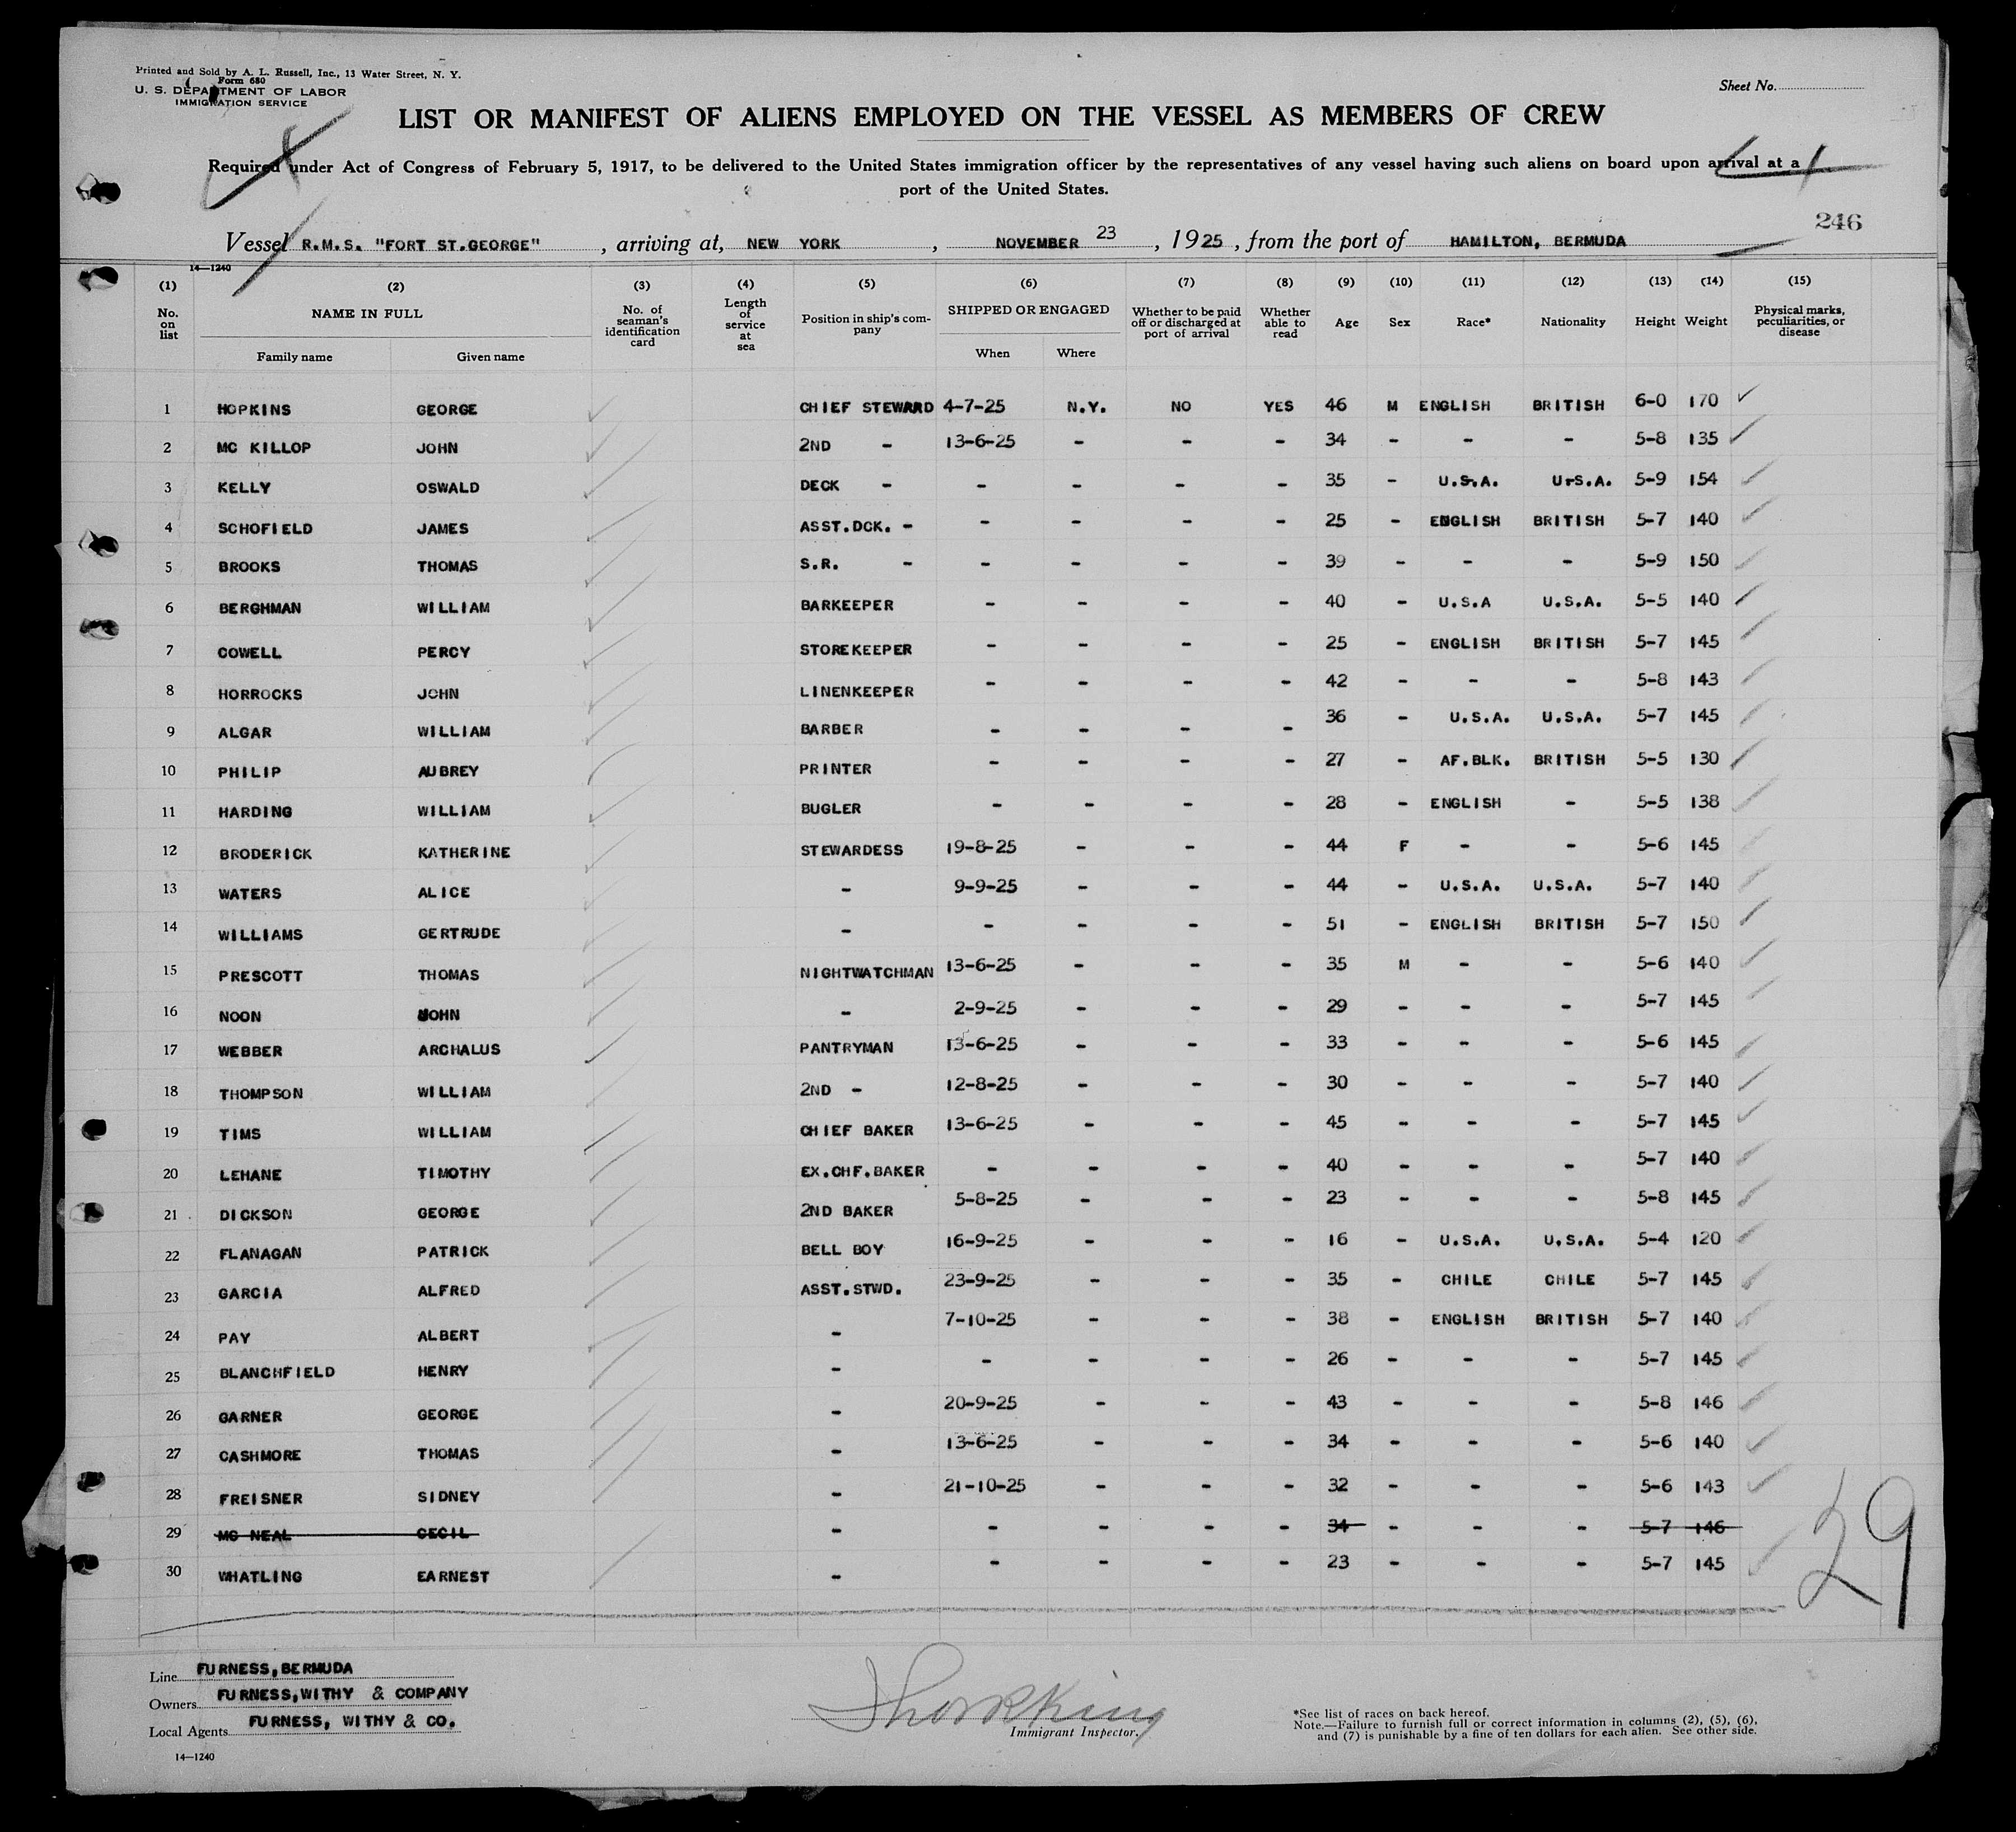 Printed and Sold by A. L. Russell, Inc., 13 Water Street, N. Y.
Form 680
U. S. DEPARTMENT OF LABOR
IMMIGRATION SERVICE
Sheet No.
LIST OR MANIFEST OF ALIENS EMPLOYED ON THE VESSEL AS MEMBERS OF CREW
Required under Act of Congress of February 5, 1917, to be delivered to the United States immigration officer by the representatives of any vessel having such aliens on board upon arrival at a
port of the United States.
246
Vessel R.M.S. "FORT ST.GEORGE" , arriving at, NEW YORK , NOVEMBER 23 , 1925 , from the port of HAMILTON, BERMUDA
14—1240
(1) (2) (3) (4) (5) (6) (7) (8) (9) (10) (11) (12) (13) (14) (15)
No. on list NAME IN FULL Family name Given name No. of seaman's identification card Length of service at sea Position in ship's company SHIPPED OR ENGAGED When Where Whether to be paid off or discharged at port of arrival Whether able to read Age Sex Race* Nationality Height Weight Physical marks, peculiarities, or disease
1 HOPKINS GEORGE CHIEF STEWARD 4-7-25 N.Y. NO YES 46 M ENGLISH BRITISH 6-0 170
2 MC KILLOP JOHN 2ND - 13-6-25 - - - 34 - - - 5-8 135
3 KELLY OSWALD DECK - - - - - 35 - U.S.A. U.S.A. 5-9 154
4 SCHOFIELD JAMES ASST.DCK. - - - - - 25 - ENGLISH BRITISH 5-7 140
5 BROOKS THOMAS S.R. - - - - - 39 - - - 5-9 150
6 BERGHMAN WILLIAM BARKEEPER - - - - 40 - U.S.A U.S.A. 5-5 140
7 COWELL PERCY STOREKEEPER - - - - 25 - ENGLISH BRITISH 5-7 145
8 HORROCKS JOHN LINENKEEPER - - - - 42 - - - 5-8 143
9 ALGAR WILLIAM BARBER - - - - 36 - U.S.A. U.S.A. 5-7 145
10 PHILIP AUBREY PRINTER - - - - 27 - AF.BLK. BRITISH 5-5 130
11 HARDING WILLIAM BUGLER - - - - 28 - ENGLISH - 5-5 138
12 BRODERICK KATHERINE STEWARDESS 19-8-25 - - - 44 F - - 5-6 145
13 WATERS ALICE - 9-9-25 - - - 44 - U.S.A. U.S.A. 5-7 140
14 WILLIAMS GERTRUDE - - - - - 51 - ENGLISH BRITISH 5-7 150
15 PRESCOTT THOMAS NIGHTWATCHMAN 13-6-25 - - - 35 M - - 5-6 140
16 NOON JOHN - 2-9-25 - - - 29 - - - 5-7 145
17 WEBBER ARCHALUS PANTRYMAN 13-6-25 - - - 33 - - - 5-6 145
18 THOMPSON WILLIAM 2ND - 12-8-25 - - - 30 - - - 5-7 140
19 TIMS WILLIAM CHIEF BAKER 13-6-25 - - - 45 - - - 5-7 145
20 LEHANE TIMOTHY EX.CHF.BAKER - - - - 40 - - - 5-7 140
21 DICKSON GEORGE 2ND BAKER 5-8-25 - - - 23 - - - 5-8 145
22 FLANAGAN PATRICK BELL BOY 16-9-25 - - - 16 - U.S.A. U.S.A. 5-4 120
23 GARCIA ALFRED ASST.STWD. 23-9-25 - - - 35 - CHILE CHILE 5-7 145
24 PAY ALBERT - 7-10-25 - - - 38 - ENGLISH BRITISH 5-7 140
25 BLANCHFIELD HENRY - - - - - 26 - - - 5-7 145
26 GARNER GEORGE - 20-9-25 - - - 43 - - - 5-8 146
27 CASHMORE THOMAS - 13-6-25 - - - 34 - - - 5-6 140
28 FREISNER SIDNEY - 21-10-25 - - - 32 - - - 5-6 143
29 MC NEAL CECIL - - - - - 34 - - - 5-7 146
30 WHATLING EARNEST - - - - - 23 - - - 5-7 145
29
Line FURNESS, BERMUDA
Owners FURNESS, WITHY & COMPANY
Local Agents FURNESS, WITHY & CO.
14—1240
Immigrant Inspector.
*See list of races on back hereof.
Note.—Failure to furnish full or correct information in columns (2), (5), (6),
and (7) is punishable by a fine of ten dollars for each alien. See other side.